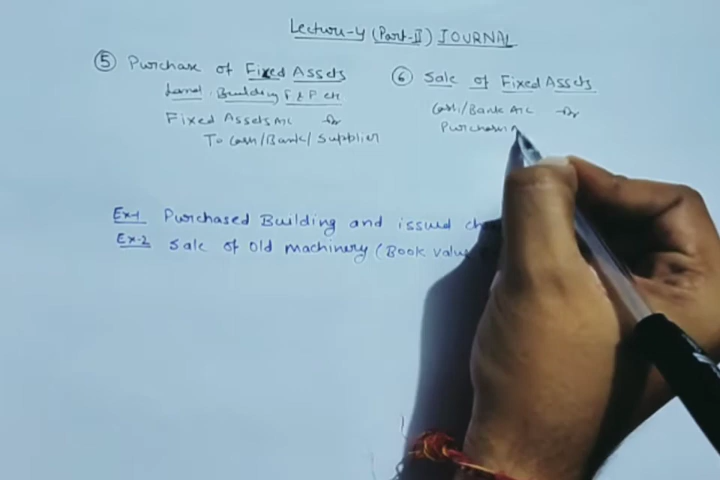 Lecture-4 (Part-II) JOURNAL
⑤ Purchase of Fixed Assets
Land, Building F & F etc
Fixed Assets A/c Dr
To Cash/Bank/Supplier
⑥ Sale of Fixed Assets
Cash/Bank A/c Dr
Purchaser A
Ex-1 Purchased Building and issued
Ex-2 Sale of Old machinery (Book value